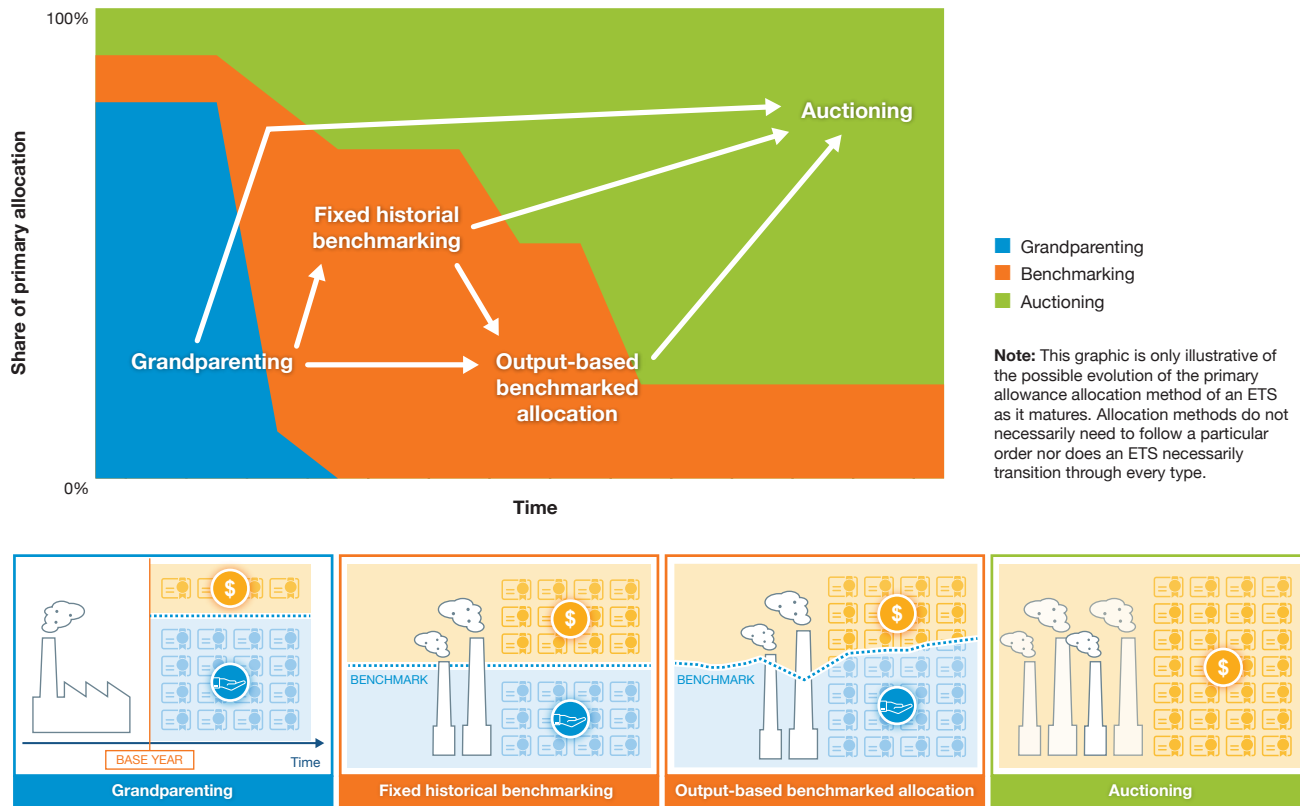 100%
Share of primary allocation
Auctioning
Fixed historial
benchmarking
Grandparenting
Output-based
benchmarked
allocation
0%
Time
Grandparenting
Benchmarking
Auctioning
Note: This graphic is only illustrative of
the possible evolution of the primary
allowance allocation method of an ETS
as it matures. Allocation methods do not
necessarily need to follow a particular
order nor does an ETS necessarily
transition through every type.
$
BASE YEAR
Time
Grandparenting
$
BENCHMARK
Fixed historical benchmarking
$
BENCHMARK
Output-based benchmarked allocation
$
Auctioning